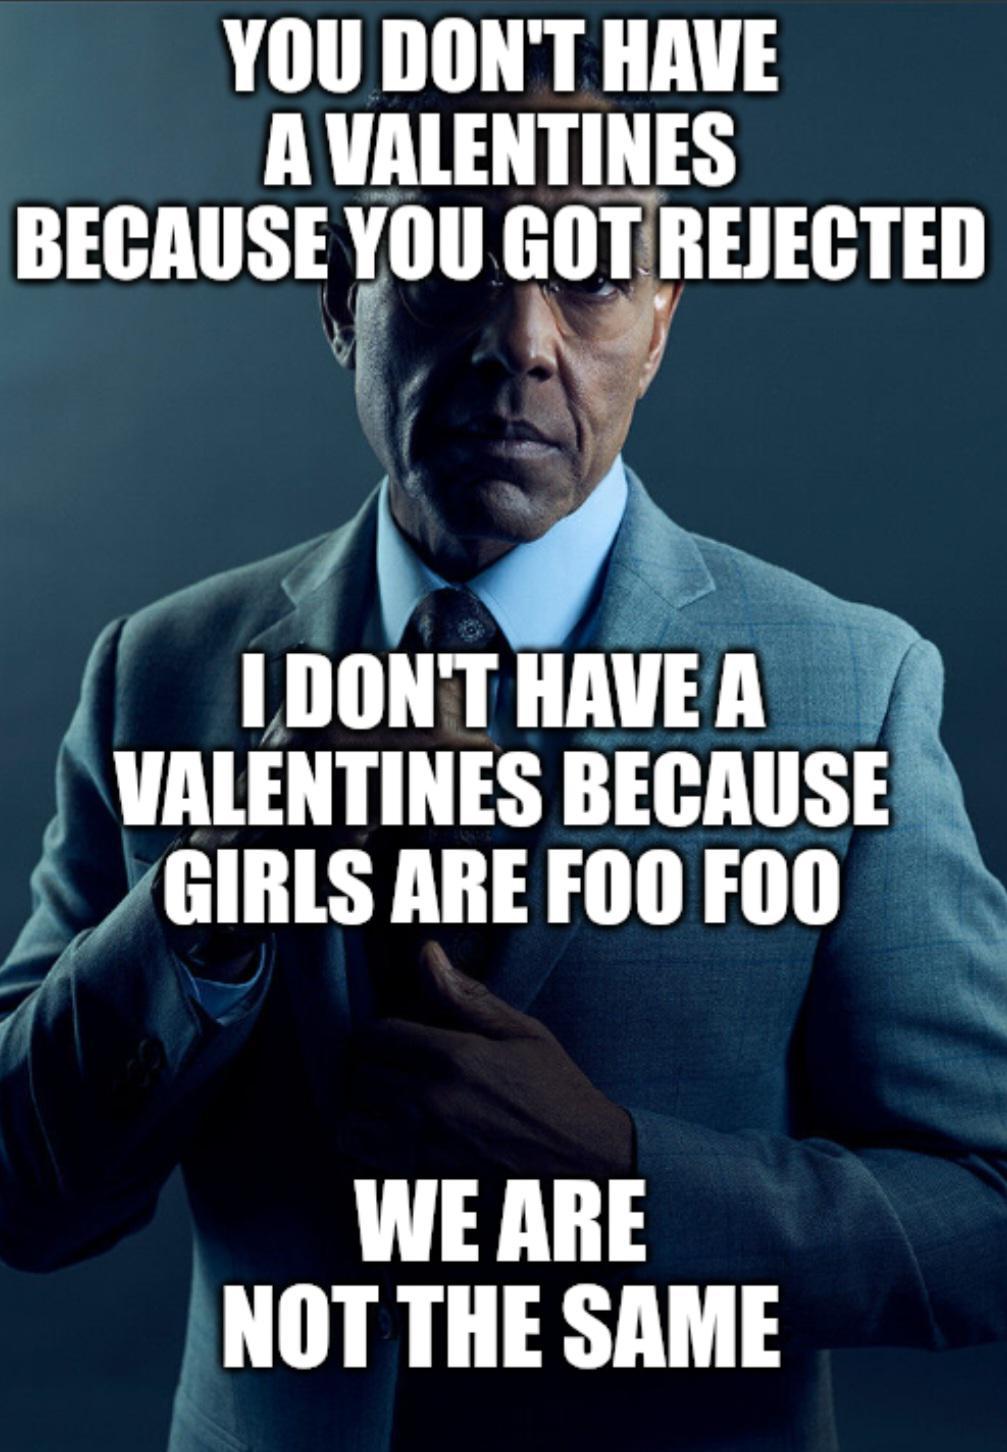 YOU DON'T HAVE
A VALENTINES
BECAUSE YOU GOT REJECTED
I DON'T HAVE A
VALENTINES BECAUSE
GIRLS ARE FOO FOO
WE ARE
NOT THE SAME